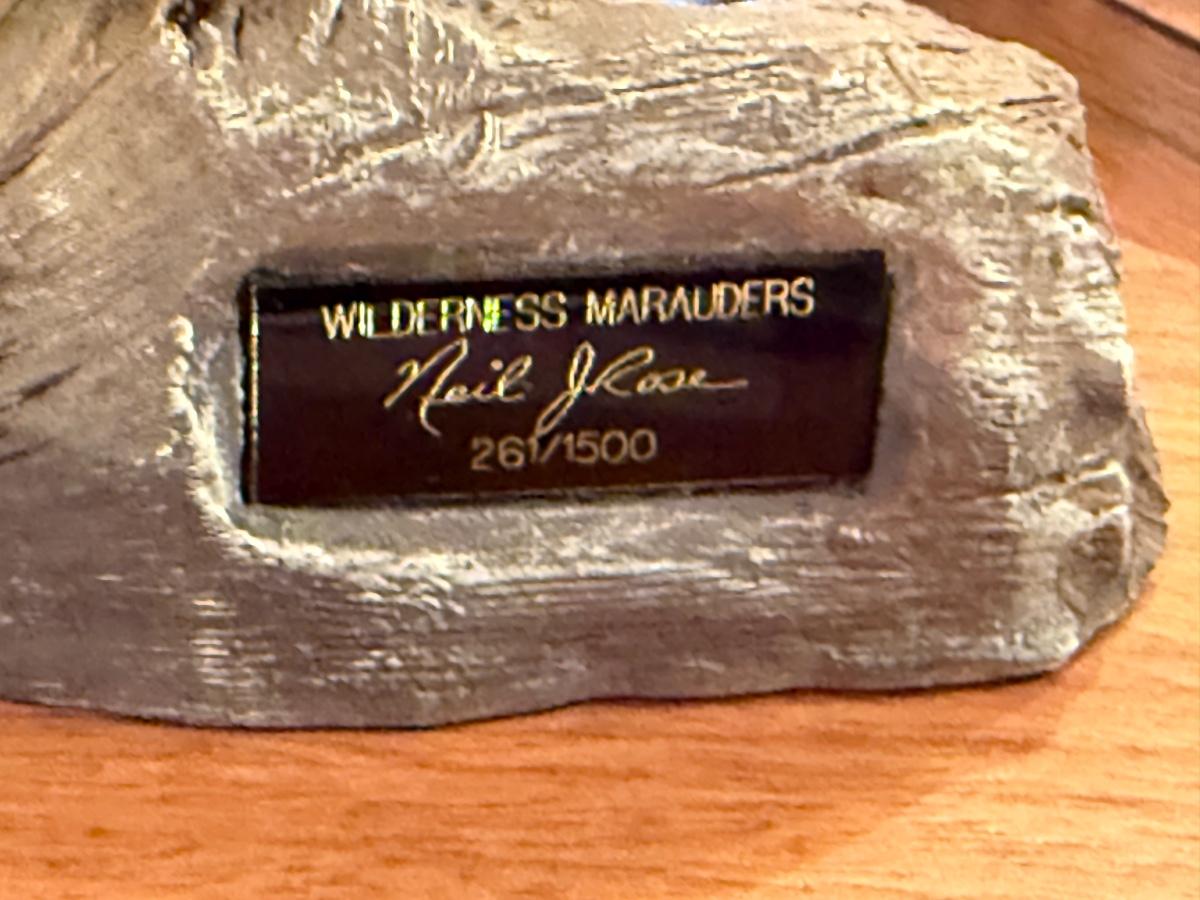 WILDERNESS MARAUDERS
Neil J Rose
261/1500